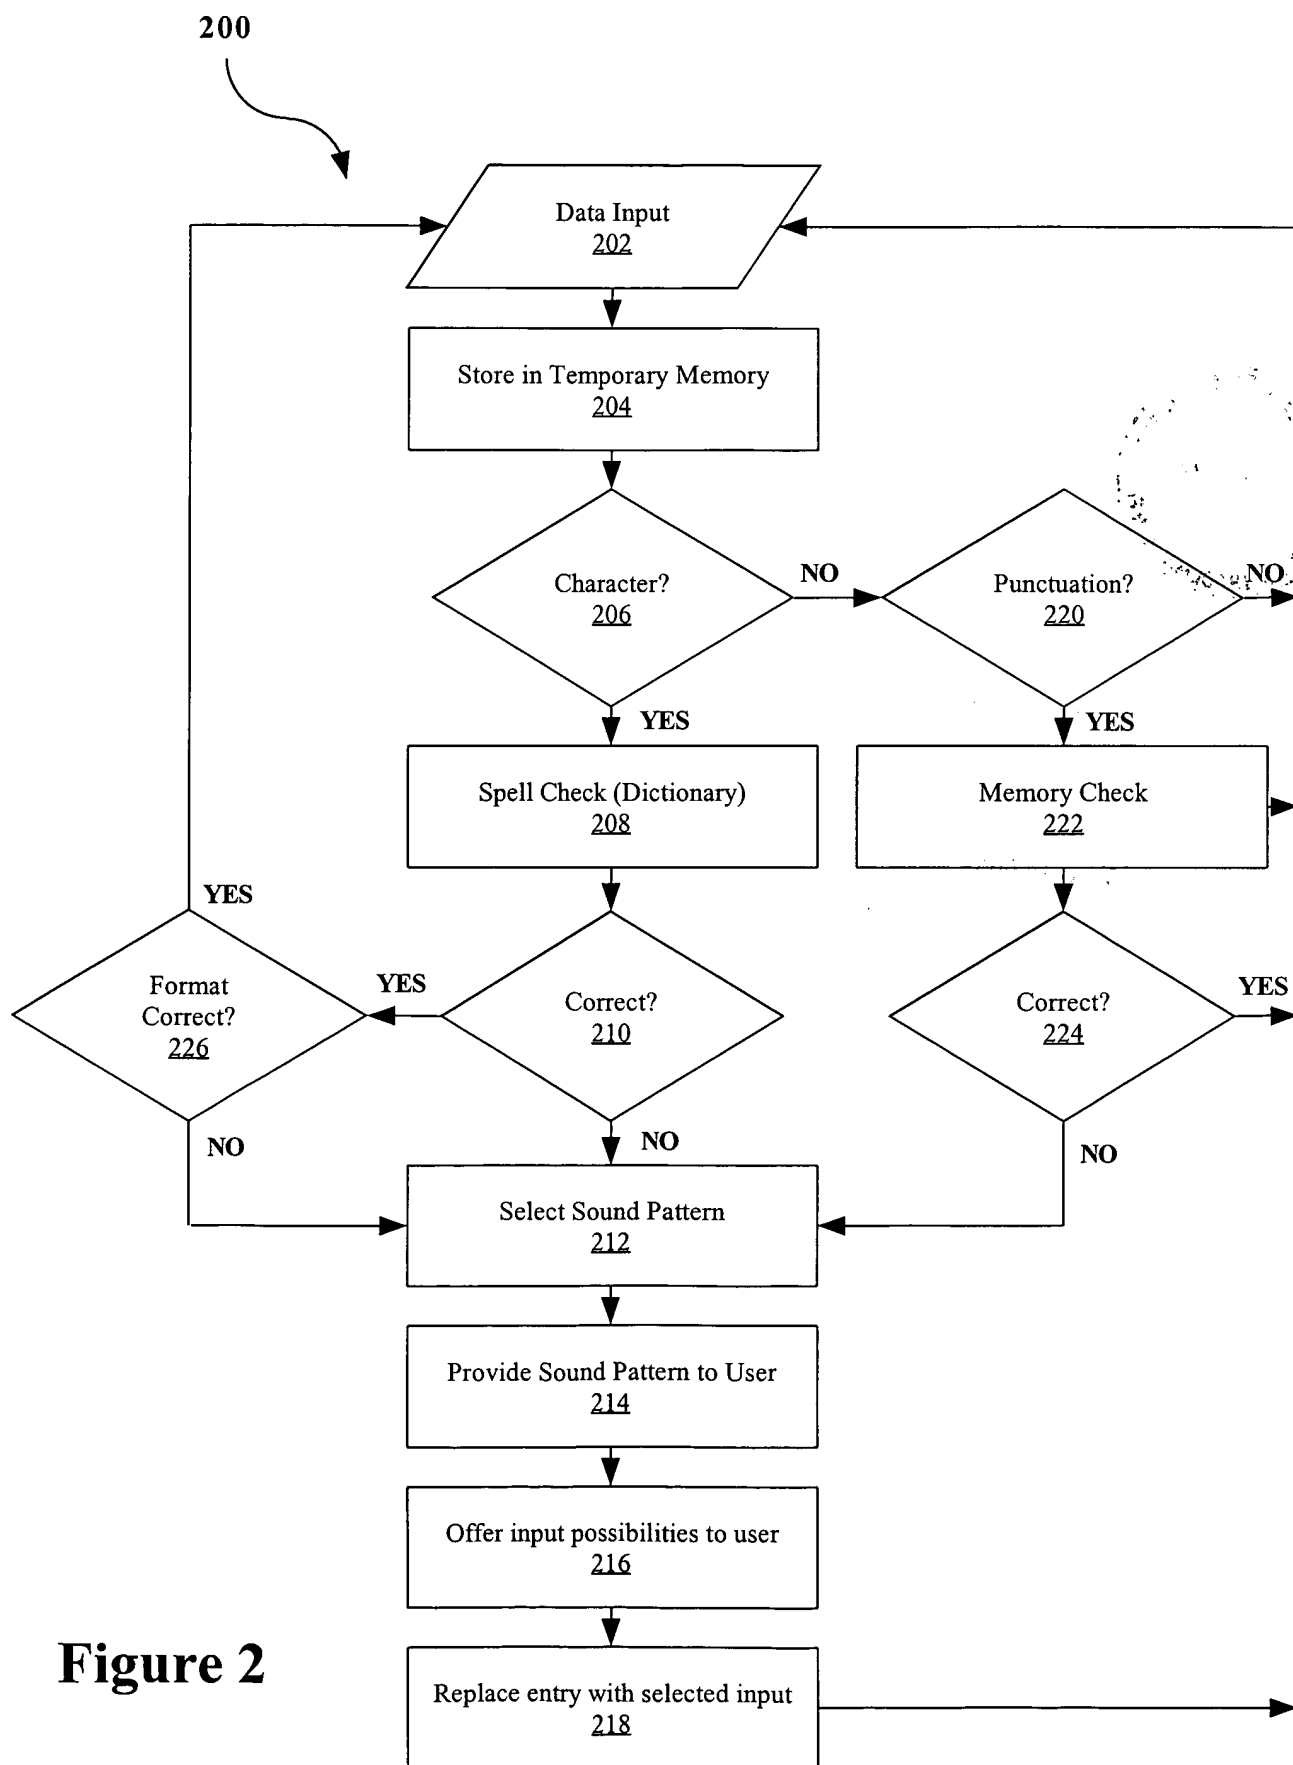 200
Data Input
202
Store in Temporary Memory
204
Character?
206
NO
Punctuation?
220
NO
YES
YES
Spell Check (Dictionary)
208
Memory Check
222
YES
Format
Correct?
226
YES
Correct?
210
Correct?
224
YES
NO
NO
NO
Select Sound Pattern
212
Provide Sound Pattern to User
214
Offer input possibilities to user
216
Replace entry with selected input
218
Figure 2